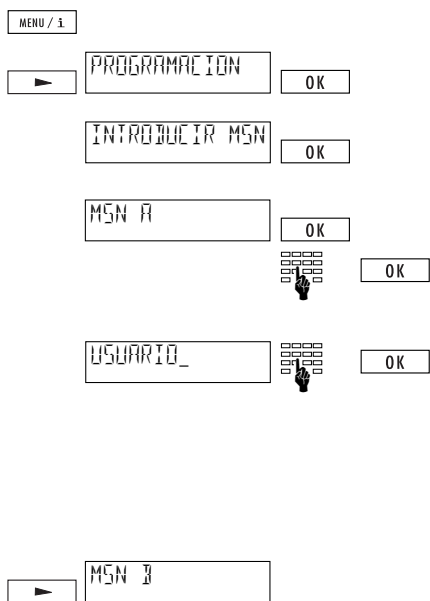 MENU / i
PROGRAMACION
OK
INTRODUCIR MSN
OK
MSN A
OK
OK
USUARIO_
OK
MSN B